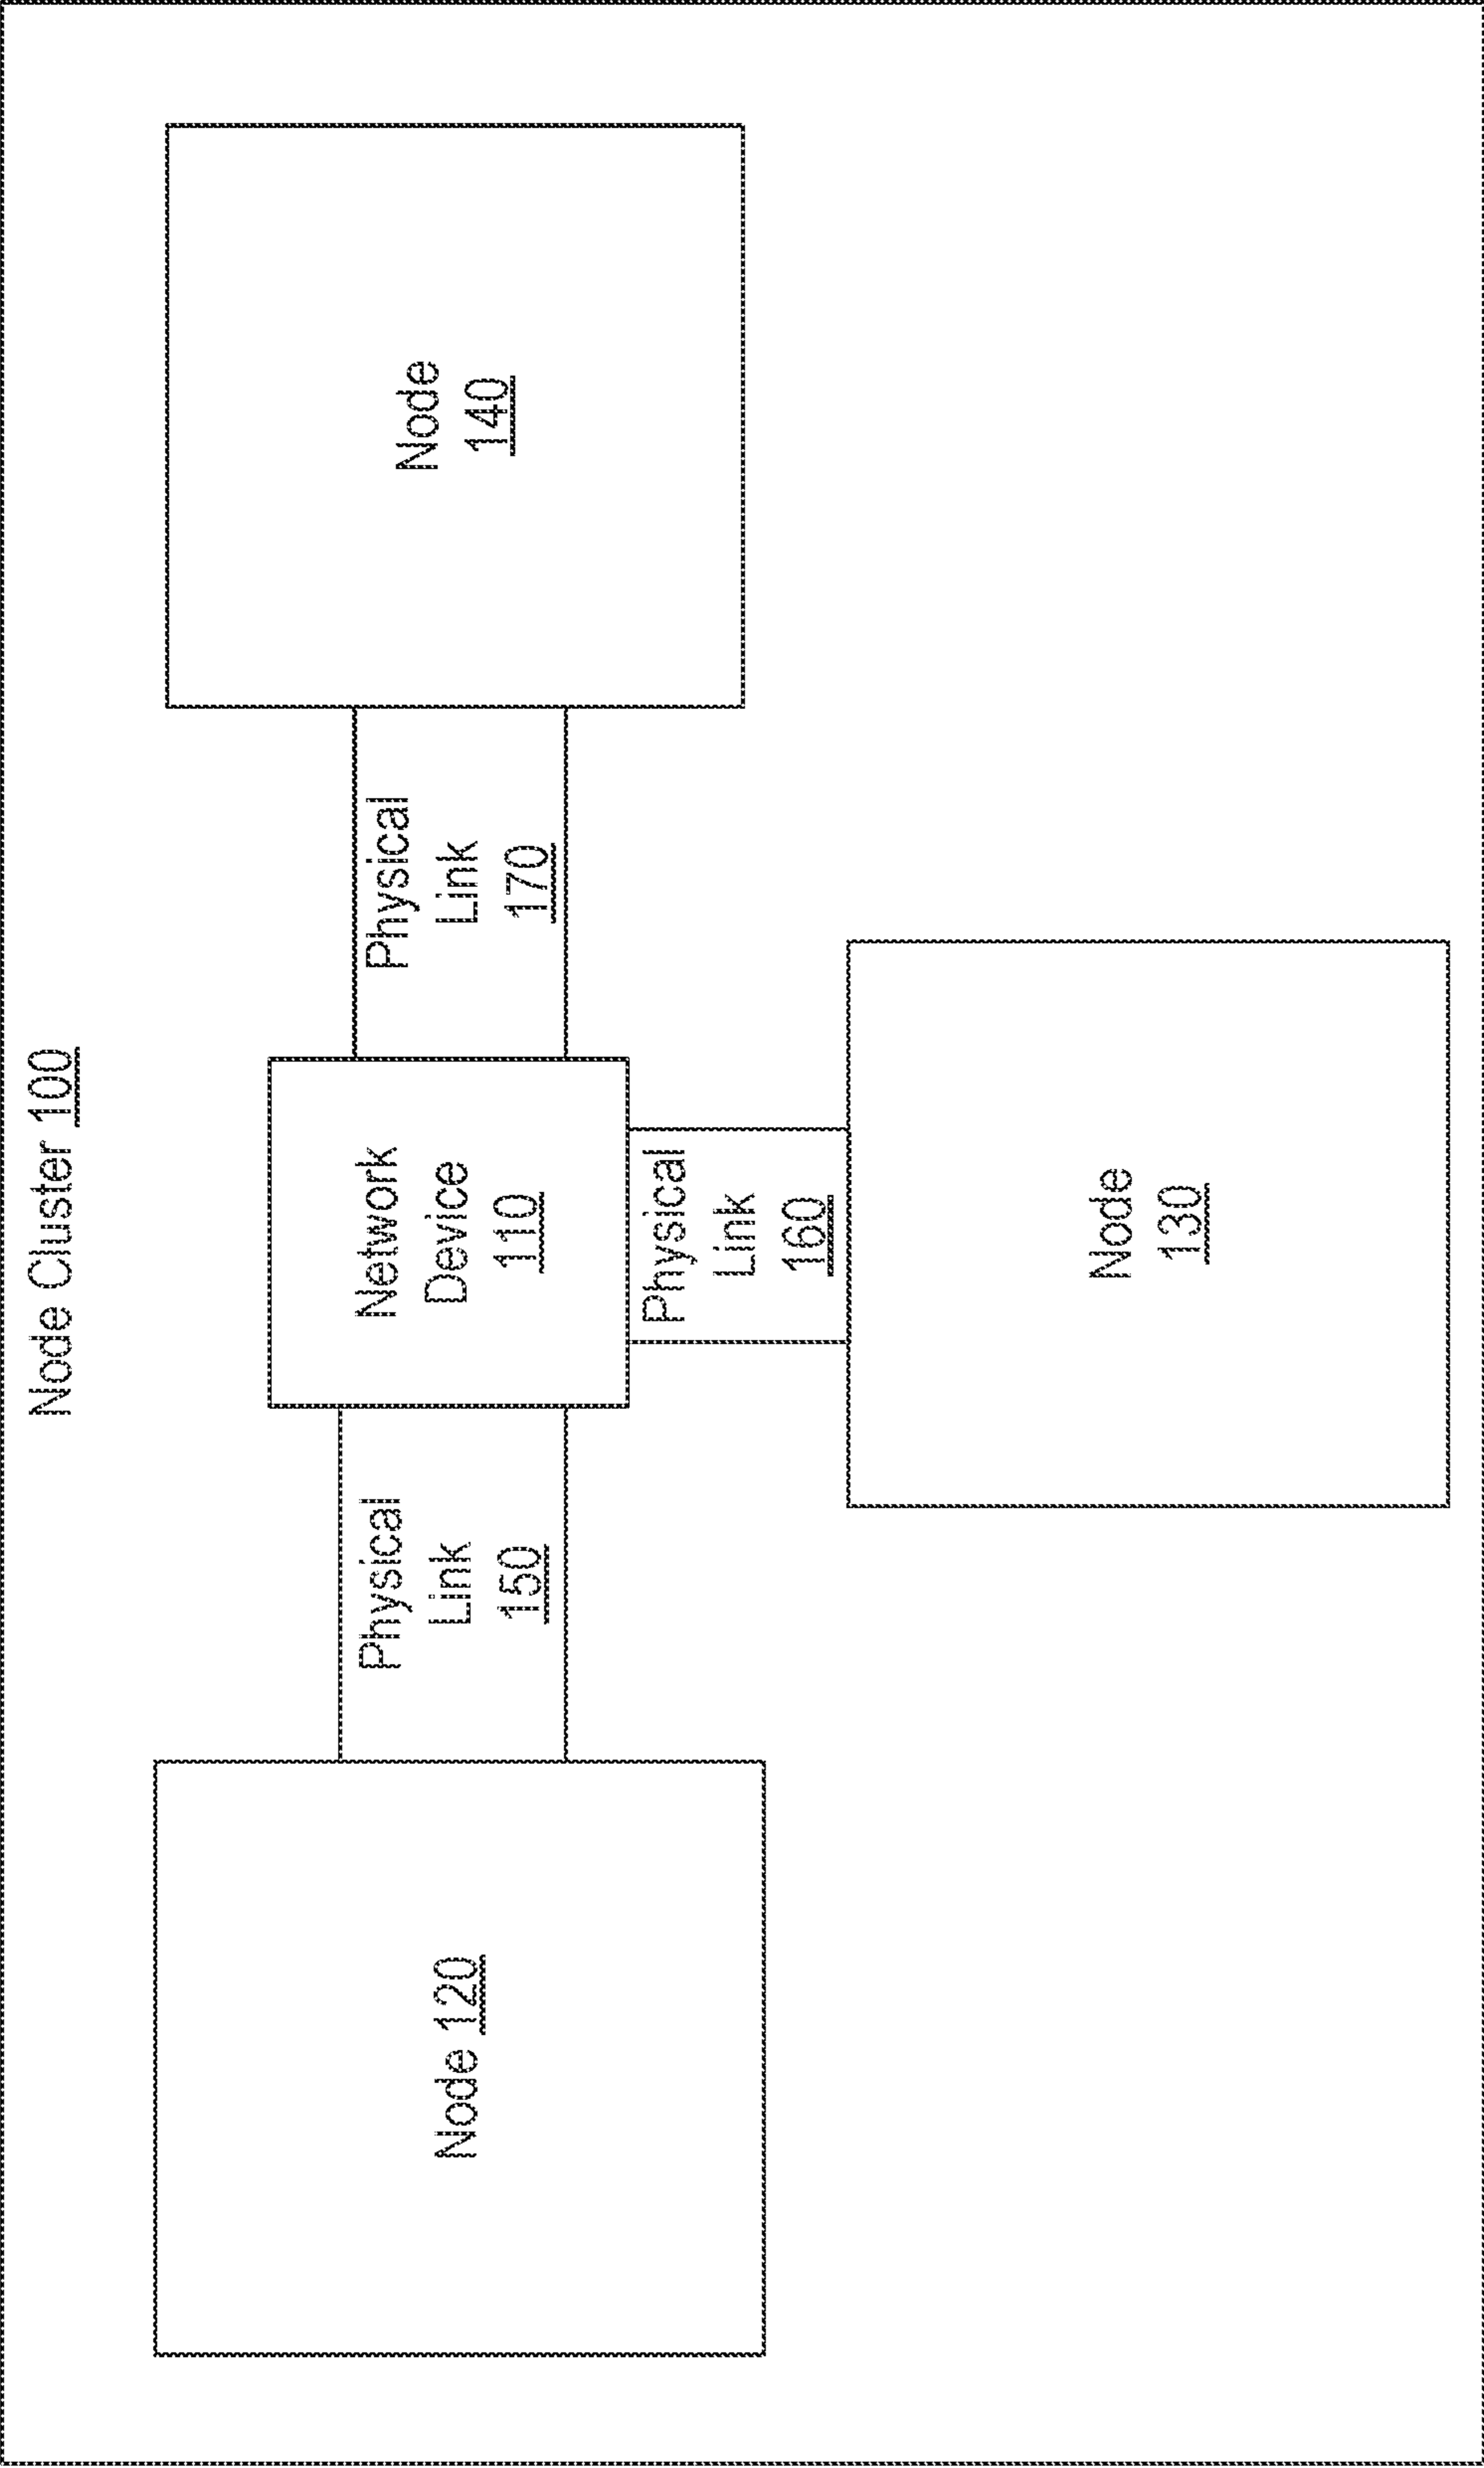 Node Cluster 100
Node 120
Physical
Link
150
Network
Device
110
Physical
Link
170
Node
140
Physical
Link
160
Node
130